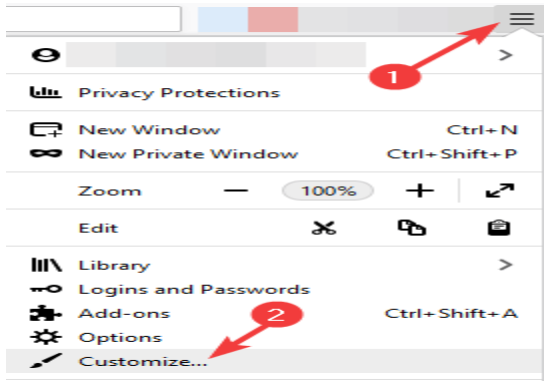 1
Privacy Protections
New Window Ctrl+N
New Private Window Ctrl+Shift+P
Zoom 100%
Edit
Library
Logins and Passwords
Add-ons 2 Ctrl+Shift+A
Options
Customize...